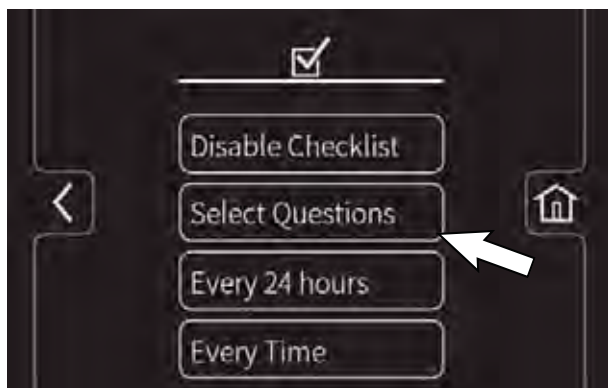 Disable Checklist
Select Questions
Every 24 hours
Every Time